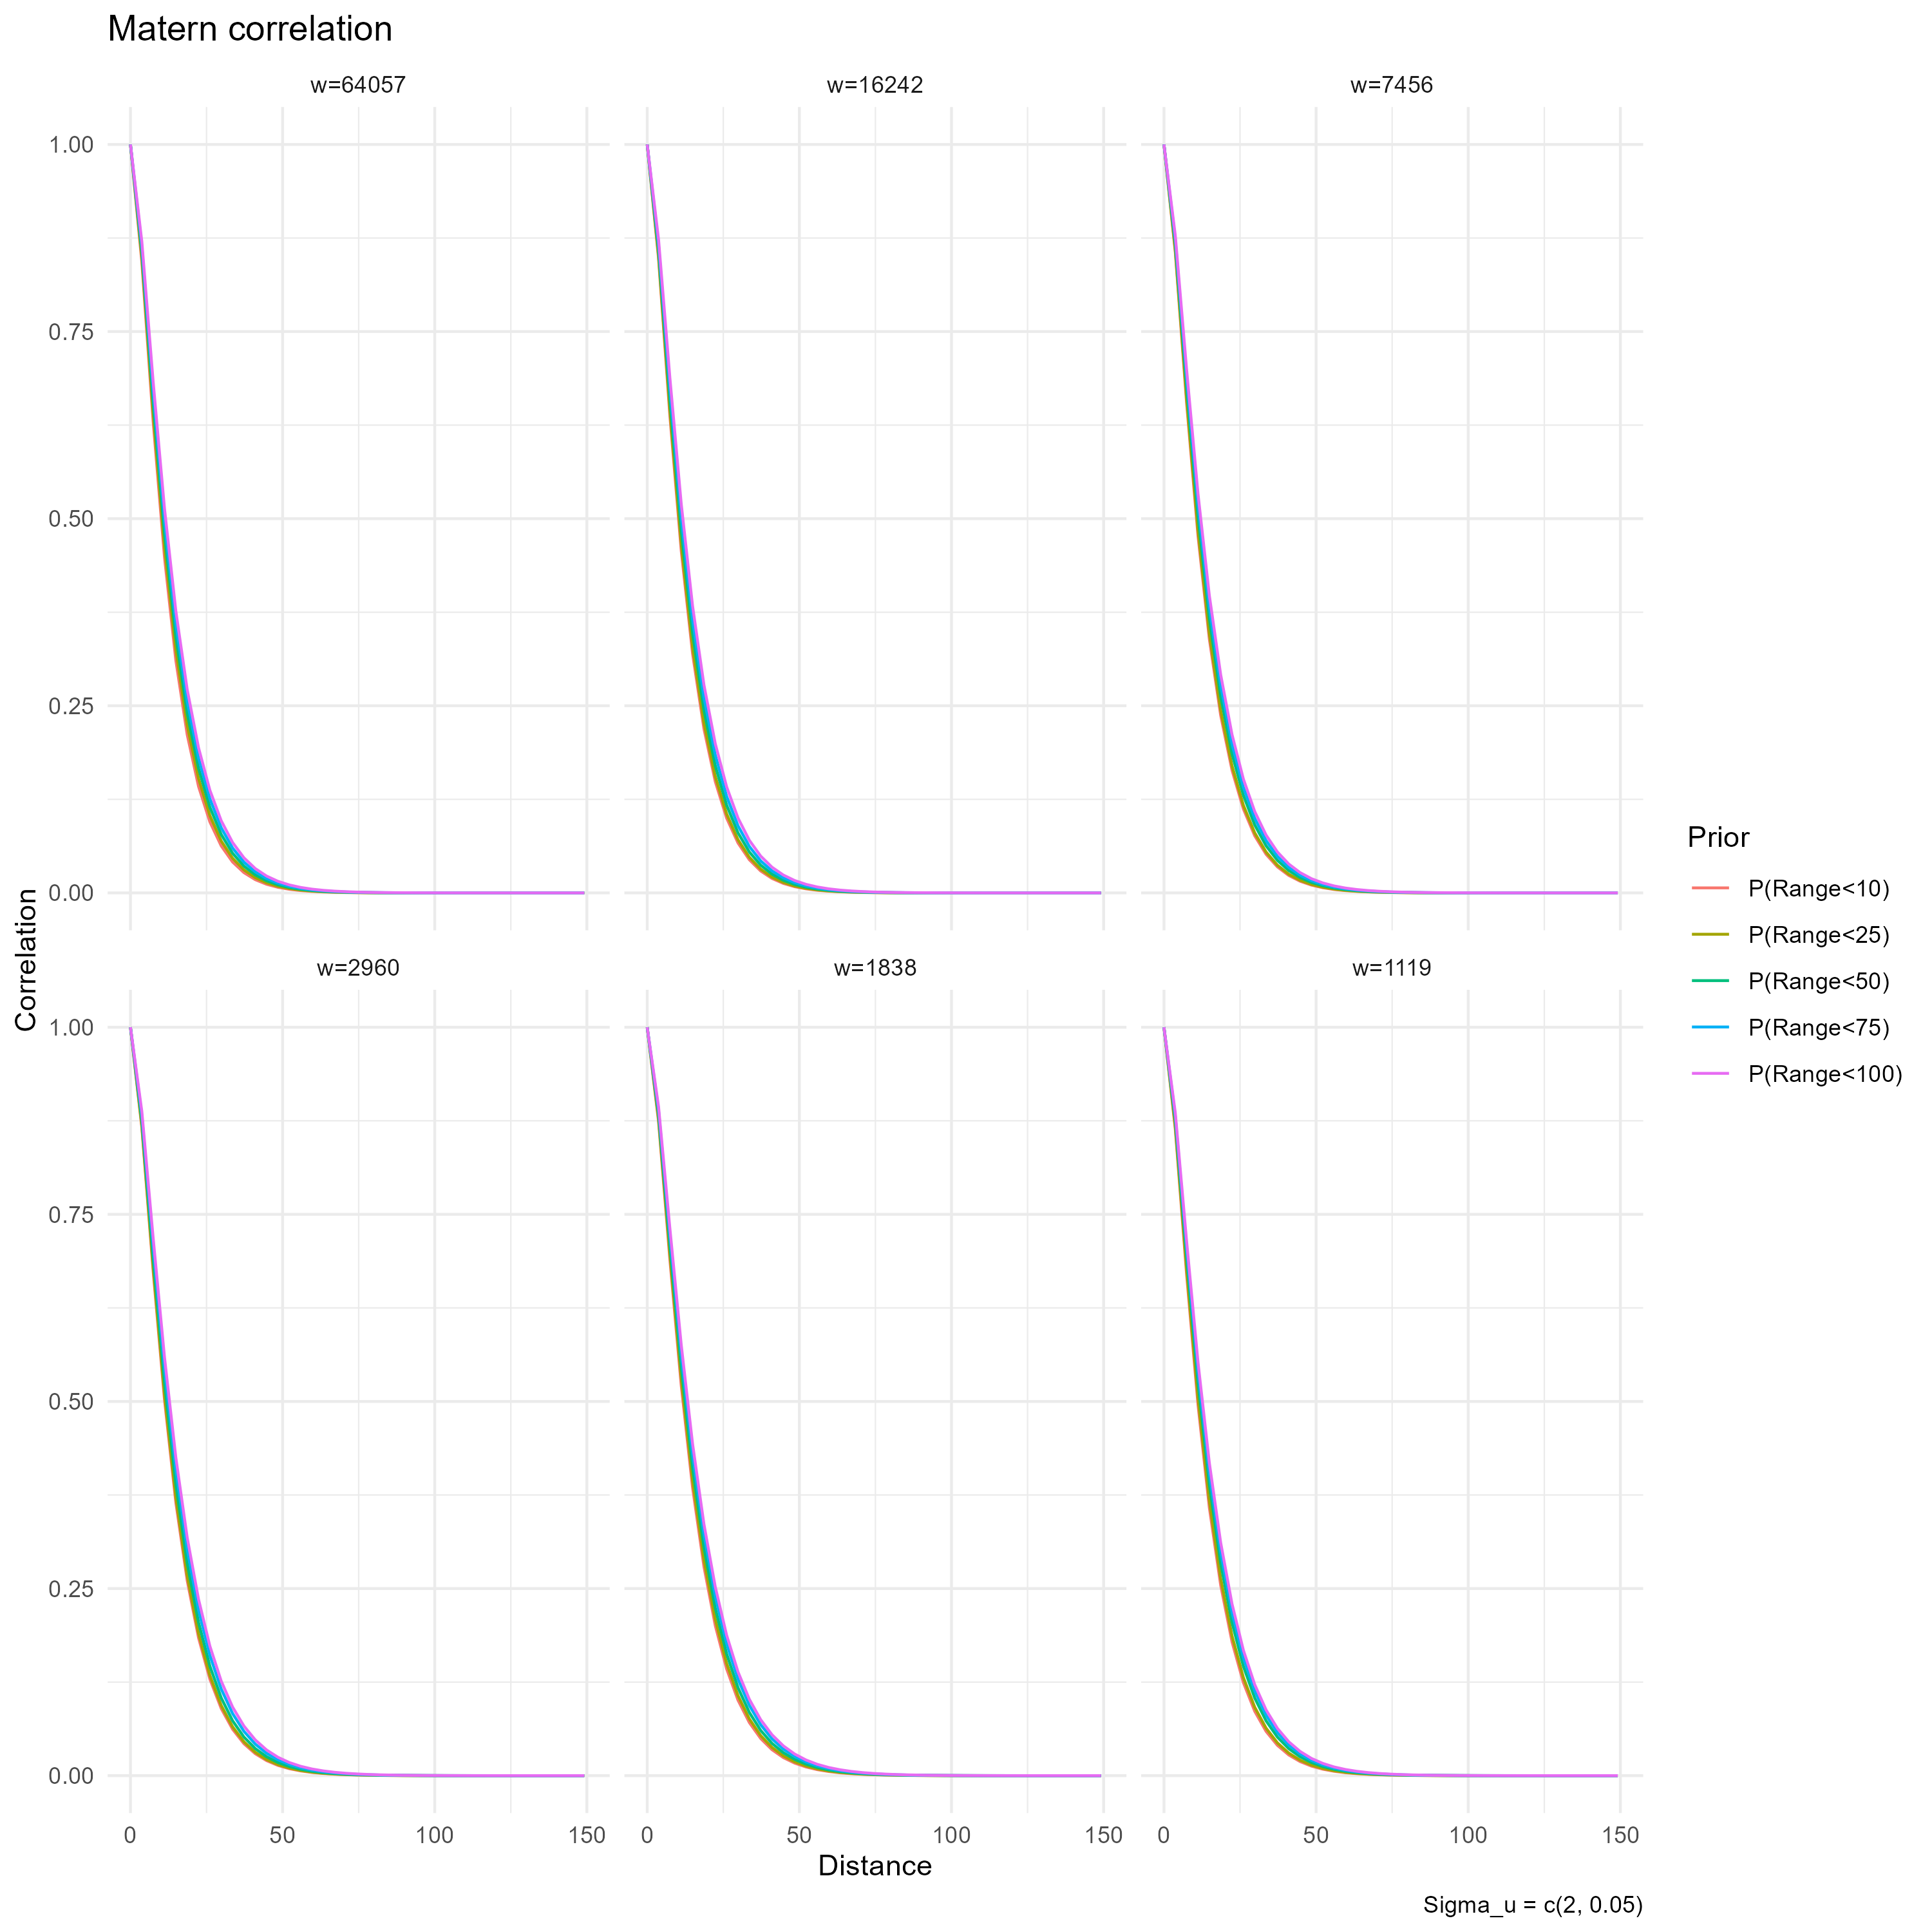 Matern correlation
w=64057
w=16242
w=7456
1.00
0.75
0.50
0.25
0.00
w=2960
w=1838
w=1119
1.00
0.75
0.50
0.25
0.00
0 50 100 150
0 50 100 150
0 50 100 150
Correlation
Distance
Prior
P(Range<10)
P(Range<25)
P(Range<50)
P(Range<75)
P(Range<100)
Sigma_u = c(2, 0.05)